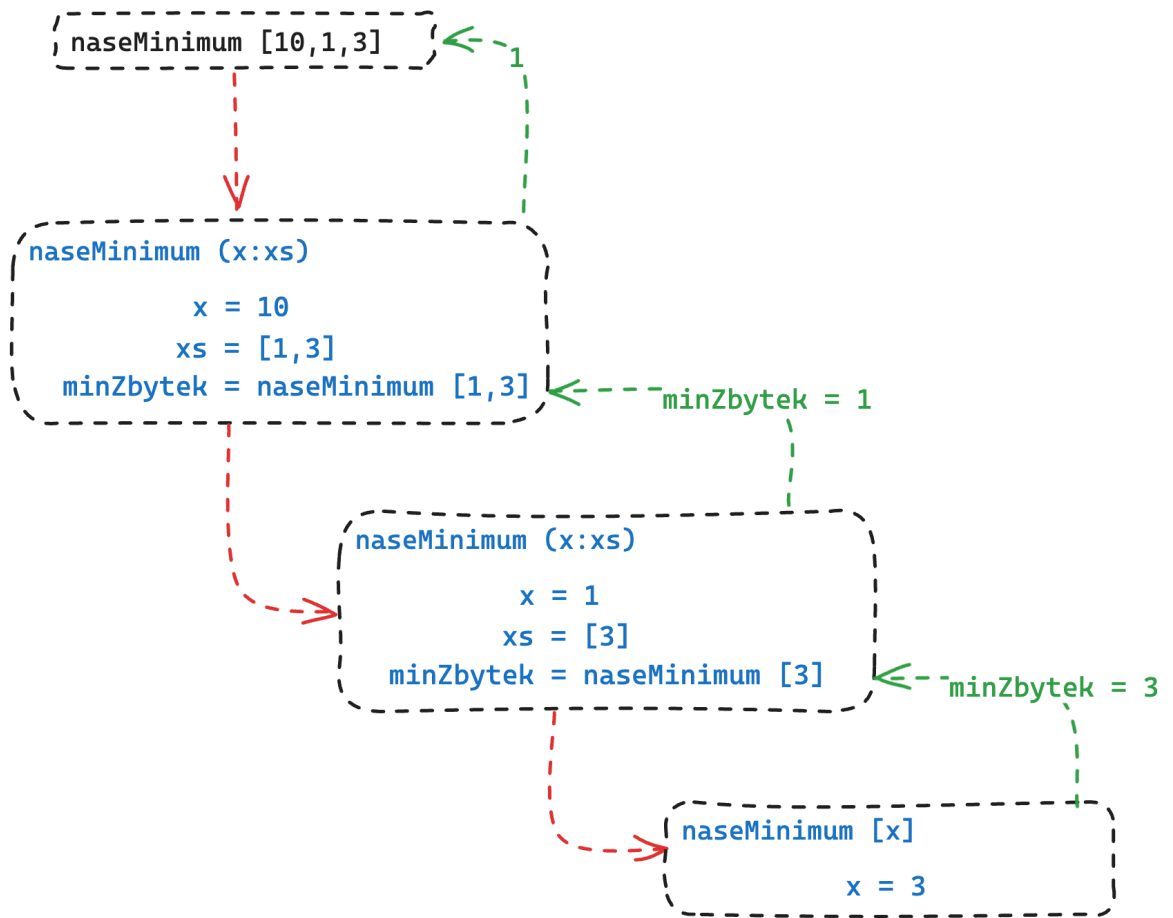 naseMinimum [10,1,3]
1
naseMinimum (x:xs)
x = 10
xs = [1,3]
minZbytek = naseMinimum [1,3]
minZbytek = 1
naseMinimum (x:xs)
x = 1
xs = [3]
minZbytek = naseMinimum [3]
minZbytek = 3
naseMinimum [x]
x = 3